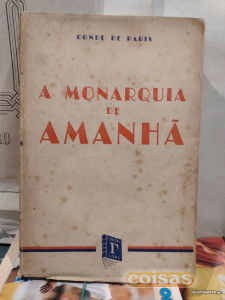 CONDE DE PARIS
A MONARQUIA
DE
AMANHÃ
coisas